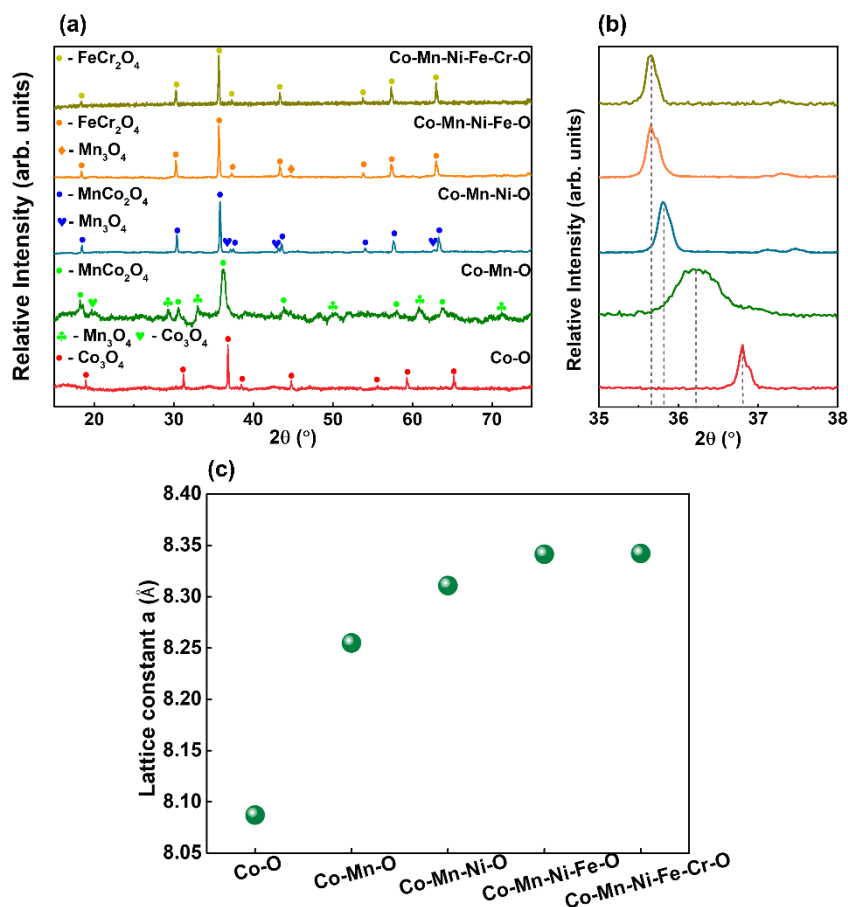 (a)
(b)
- FeCr2O4
Co-Mn-Ni-Fe-Cr-O
- FeCr2O4
Co-Mn-Ni-Fe-O
- Mn3O4
- MnCo2O4
Co-Mn-Ni-O
- Mn3O4
- MnCo2O4
Co-Mn-O
- Mn3O4 - Co3O4
- Co3O4
Co-O
Relative Intensity (arb. units)
20 30 40 50 60 70
2θ (°)
Relative Intensity (arb. units)
35 36 37 38
2θ (°)
(c)
Lattice constant a (Å)
8.40
8.35
8.30
8.25
8.20
8.15
8.10
8.05
Co-O
Co-Mn-O
Co-Mn-Ni-O
Co-Mn-Ni-Fe-O
Co-Mn-Ni-Fe-Cr-O